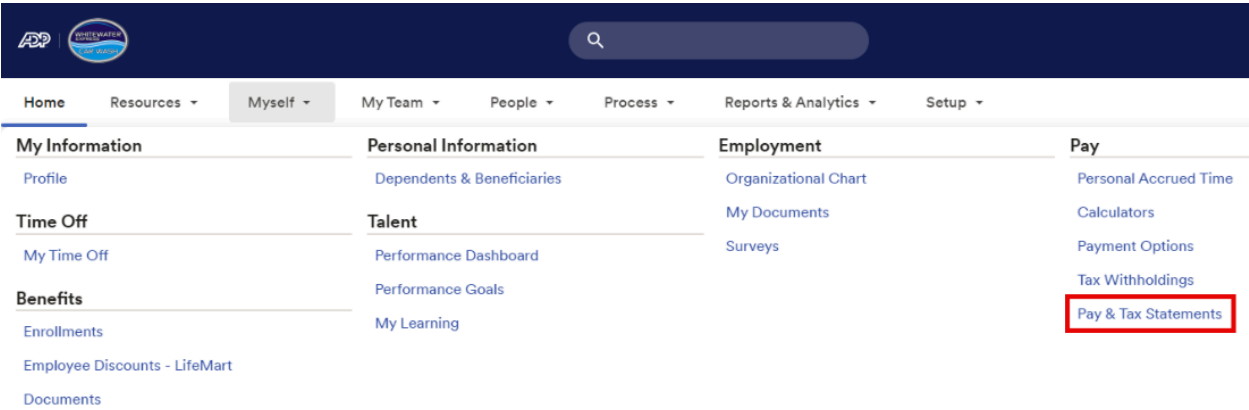 ADP
WHITEWATER
EXPRESS
CAR WASH
Home Resources Myself My Team People Process Reports & Analytics Setup
My Information
Profile
Time Off
My Time Off
Benefits
Enrollments
Employee Discounts - LifeMart
Documents
Personal Information
Dependents & Beneficiaries
Talent
Performance Dashboard
Performance Goals
My Learning
Employment
Organizational Chart
My Documents
Surveys
Pay
Personal Accrued Time
Calculators
Payment Options
Tax Withholdings
Pay & Tax Statements